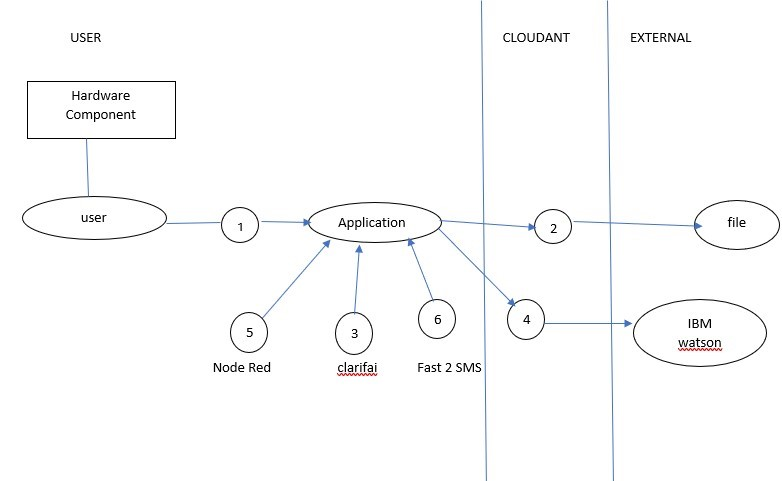 USER
CLOUDANT
EXTERNAL
Hardware
Component
user
1
Application
2
file
5
3
6
4
IBM
watson
Node Red
clarifai
Fast 2 SMS